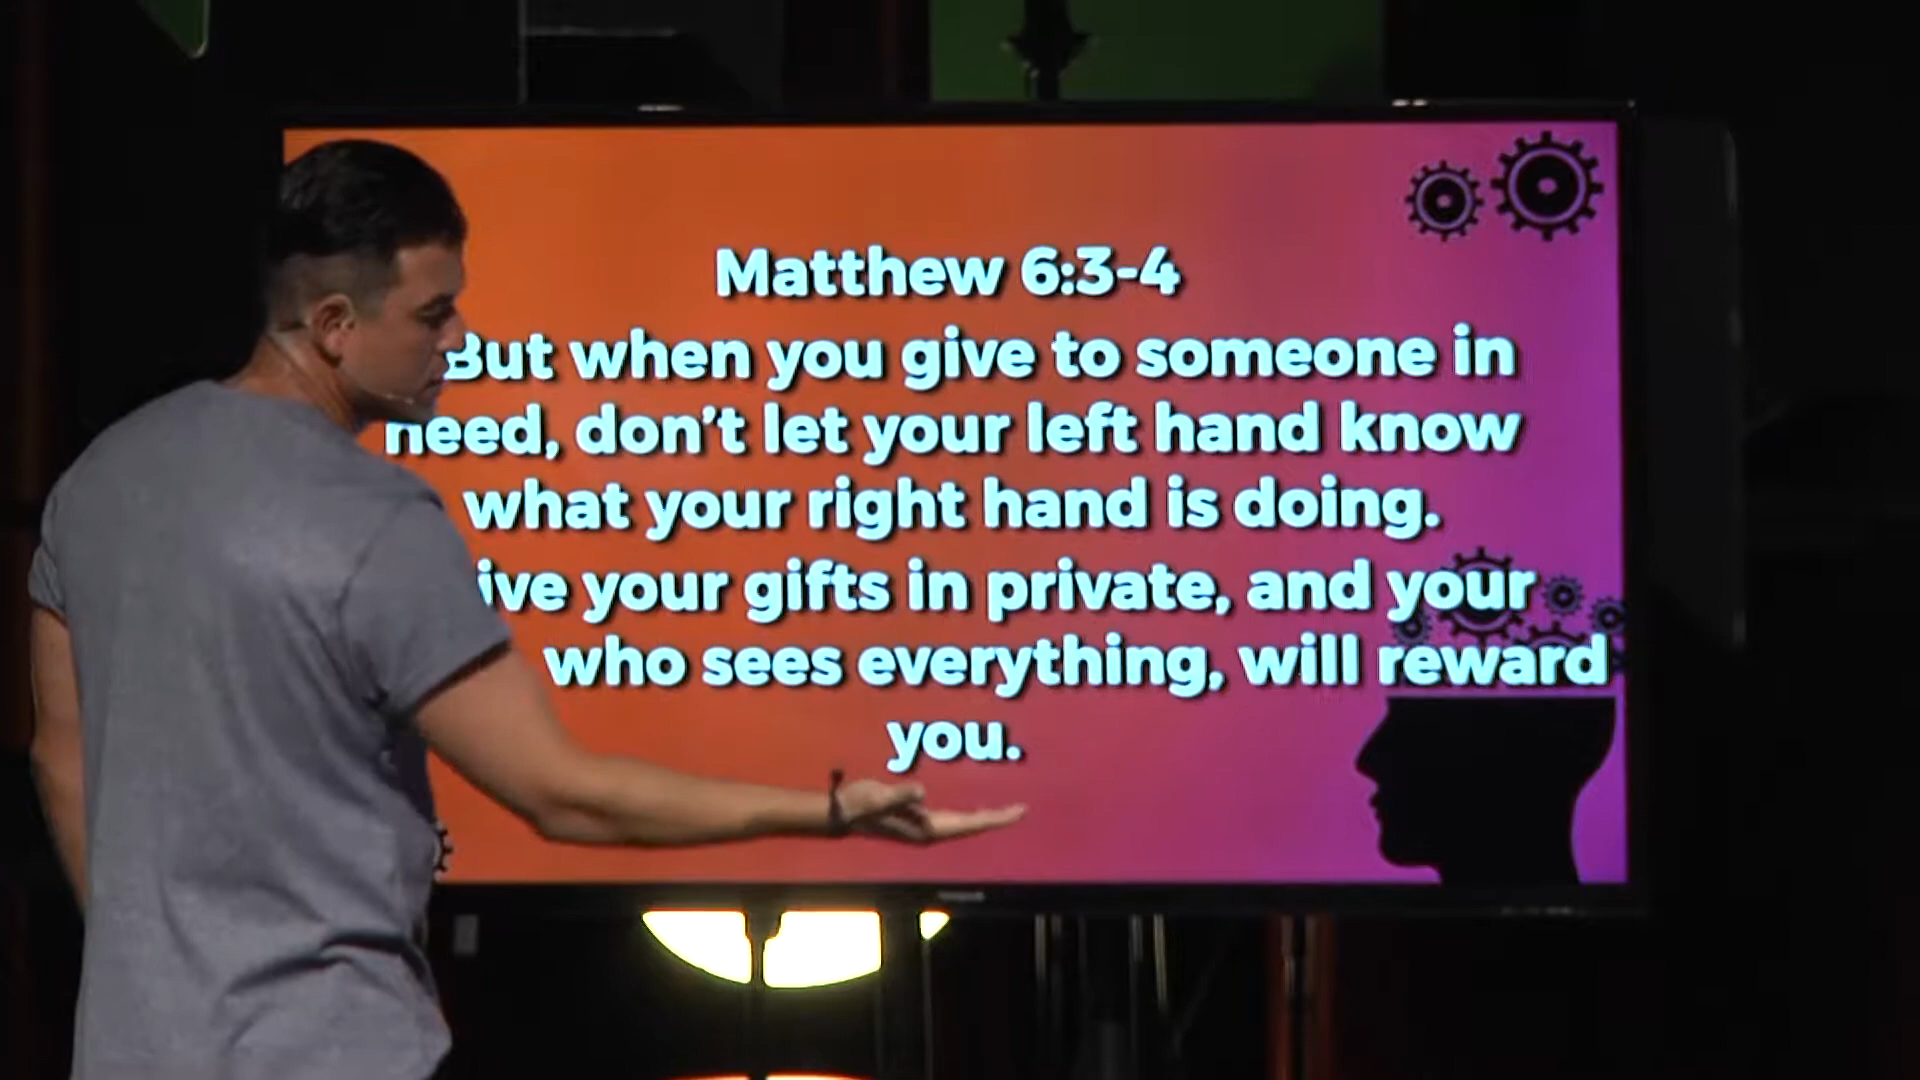 Matthew 6:3-4
But when you give to someone in
need, don't let your left hand know
what your right hand is doing.
ive your gifts in private, and your
who sees everything, will reward
you.